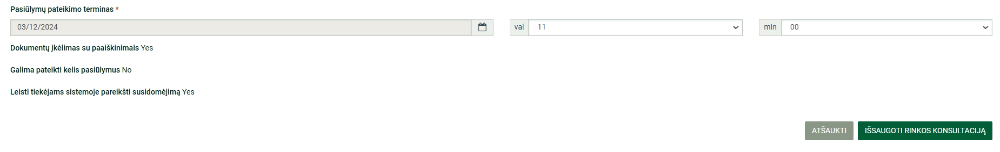 Pasiūlymų pateikimo terminas *
03/12/2024 val 11 min 00
Dokumentų įkėlimas su paaiškinimais Yes
Galima pateikti kelis pasiūlymus No
Leisti tiekėjams sistemoje pareikšti susidomėjimą Yes
ATŠAUKTI IŠSAUGOTI RINKOS KONSULTACIJĄ